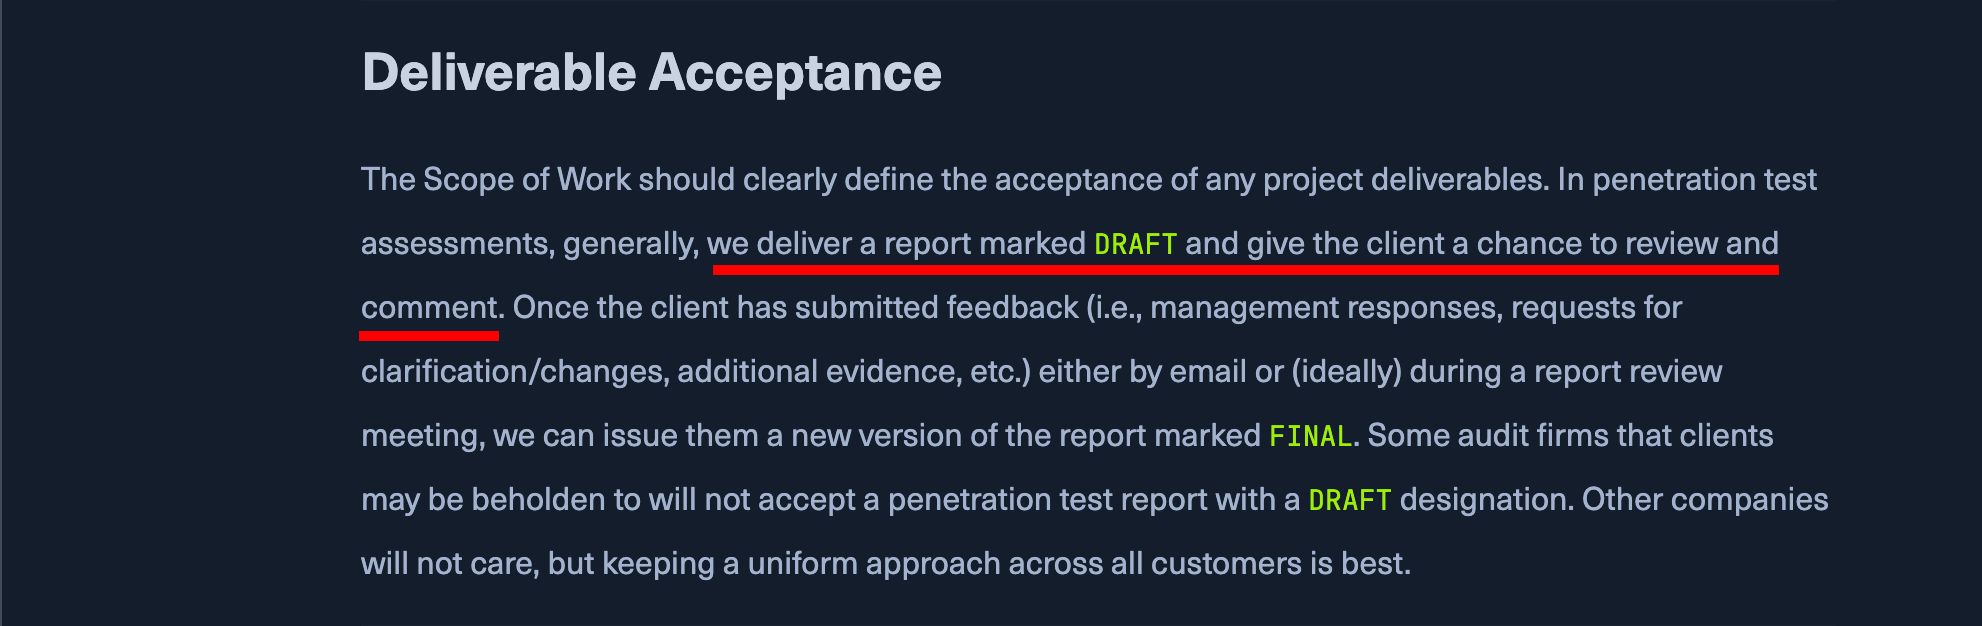 Deliverable Acceptance
The Scope of Work should clearly define the acceptance of any project deliverables. In penetration test
assessments, generally, we deliver a report marked DRAFT and give the client a chance to review and
comment. Once the client has submitted feedback (i.e., management responses, requests for
clarification/changes, additional evidence, etc.) either by email or (ideally) during a report review
meeting, we can issue them a new version of the report marked FINAL. Some audit firms that clients
may be beholden to will not accept a penetration test report with a DRAFT designation. Other companies
will not care, but keeping a uniform approach across all customers is best.